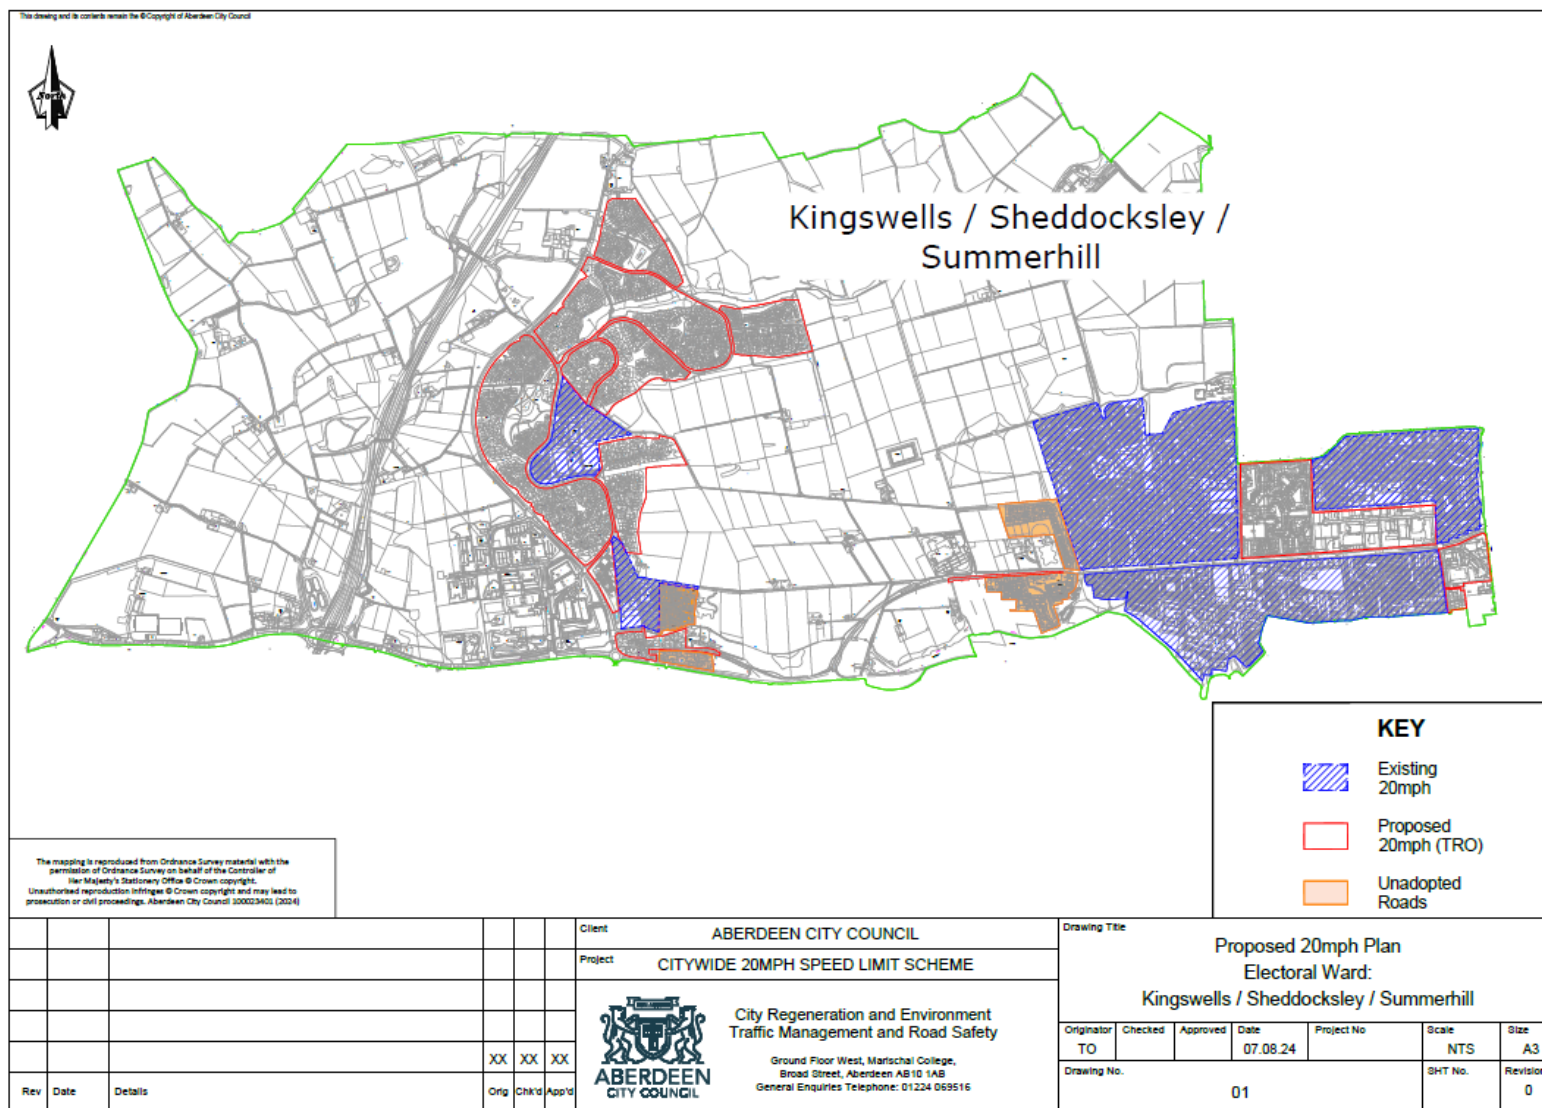 This drawing and its contents remain the © Copyright of Aberdeen City Council
North
Kingswells / Sheddocksley /
Summerhill
KEY
Existing
20mph
Proposed
20mph (TRO)
Unadopted
Roads
The mapping is reproduced from Ordnance Survey material with the
permission of Ordnance Survey on behalf of the Controller of
Her Majesty's Stationery Office © Crown copyright.
Unauthorised reproduction infringes © Crown copyright and may lead to
prosecution or civil proceedings. Aberdeen City Council 100023401 (2024)
XX XX XX
Rev Date Details Orig Chk'd App'd
Client ABERDEEN CITY COUNCIL
Project CITYWIDE 20MPH SPEED LIMIT SCHEME
ABERDEEN
CITY COUNCIL
City Regeneration and Environment
Traffic Management and Road Safety
Ground Floor West, Marischal College,
Broad Street, Aberdeen AB10 1AB
General Enquiries Telephone: 01224 069516
Drawing Title
Proposed 20mph Plan
Electoral Ward:
Kingswells / Sheddocksley / Summerhill
Originator Checked Approved Date Project No Scale Size
TO 07.08.24 NTS A3
Drawing No. SHT No. Revision
01 0